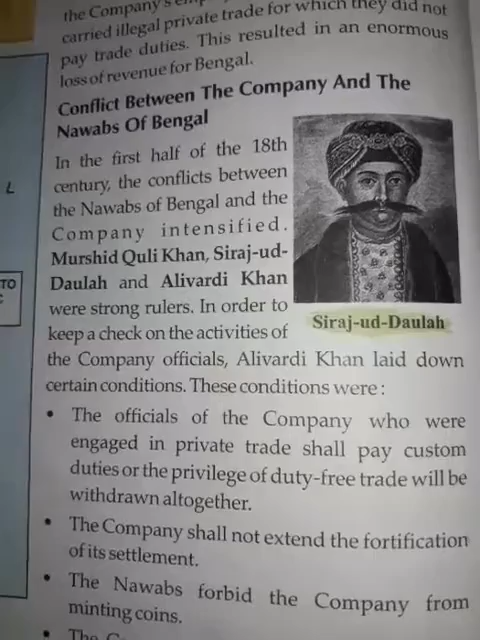 the Company's
carried illegal private trade for which they did not
pay trade duties. This resulted in an enormous
loss of revenue for Bengal.
Conflict Between The Company And The
Nawabs Of Bengal
In the first half of the 18th
century, the conflicts between
the Nawabs of Bengal and the
Company intensified.
Murshid Quli Khan, Siraj-ud-
Daulah and Alivardi Khan
were strong rulers. In order to
keep a check on the activities of
Siraj-ud-Daulah
the Company officials, Alivardi Khan laid down
certain conditions. These conditions were :
• The officials of the Company who were
engaged in private trade shall pay custom
duties or the privilege of duty-free trade will be
withdrawn altogether.
• The Company shall not extend the fortification
of its settlement.
• The Nawabs forbid the Company from
minting coins.
• The
L
TO